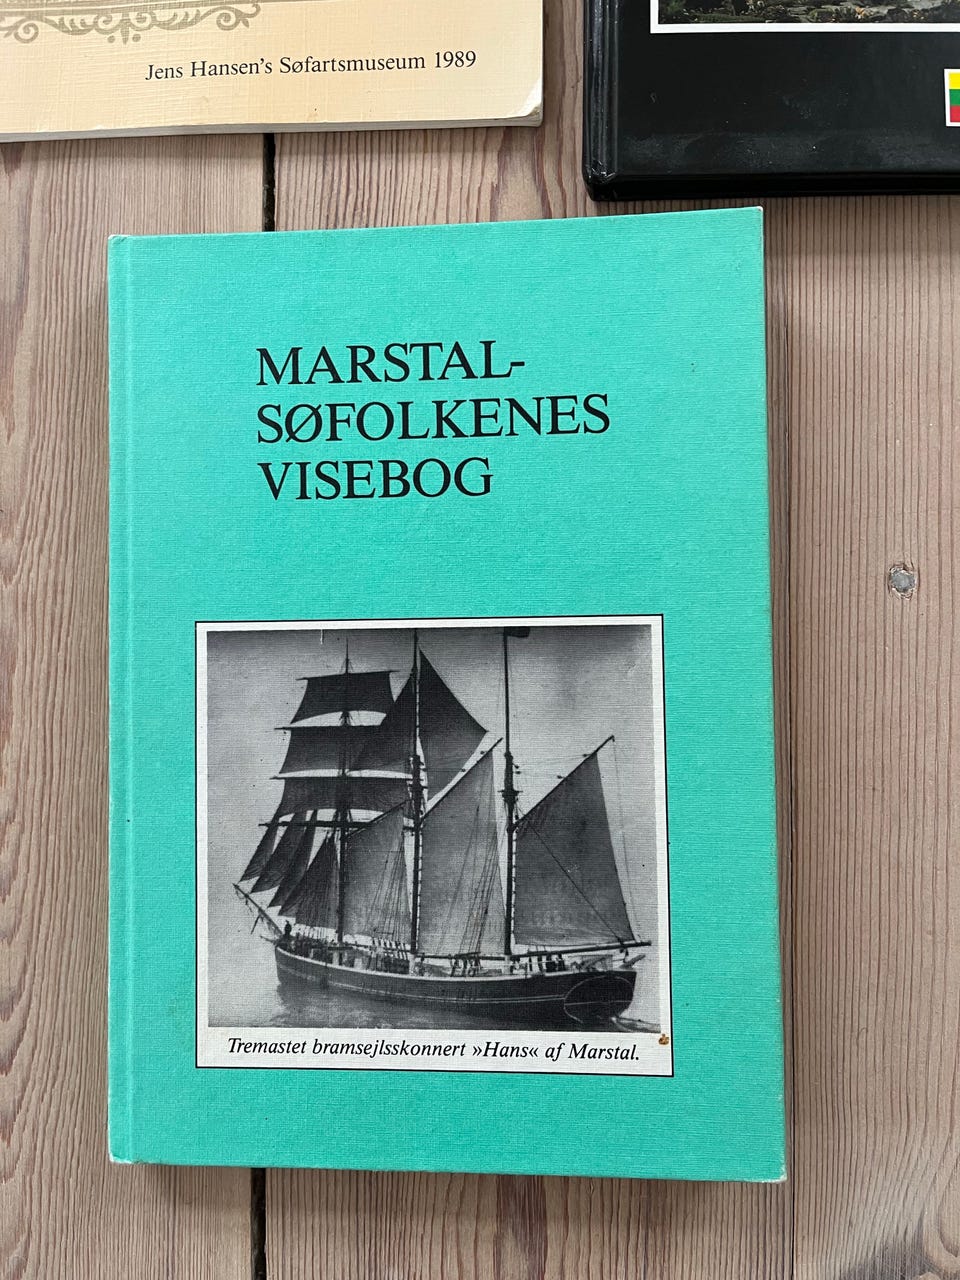 Jens Hansen's Søfartsmuseum 1989
MARSTAL-
SØFOLKENES
VISEBOG
Tremastet bramsejlsskonnert »Hans« af Marstal.